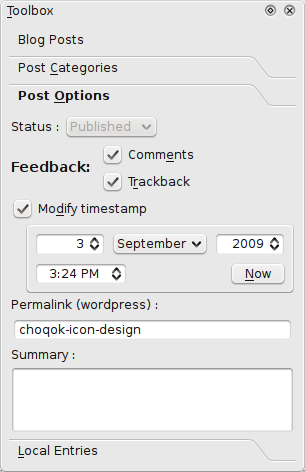 Toolbox
Blog Posts
Post Categories
Post Options
Status : Published
Feedback: Comments
Trackback
Modify timestamp
3 September 2009
3:24 PM Now
Permalink (wordpress) :
choqok-icon-design
Summary :
Local Entries